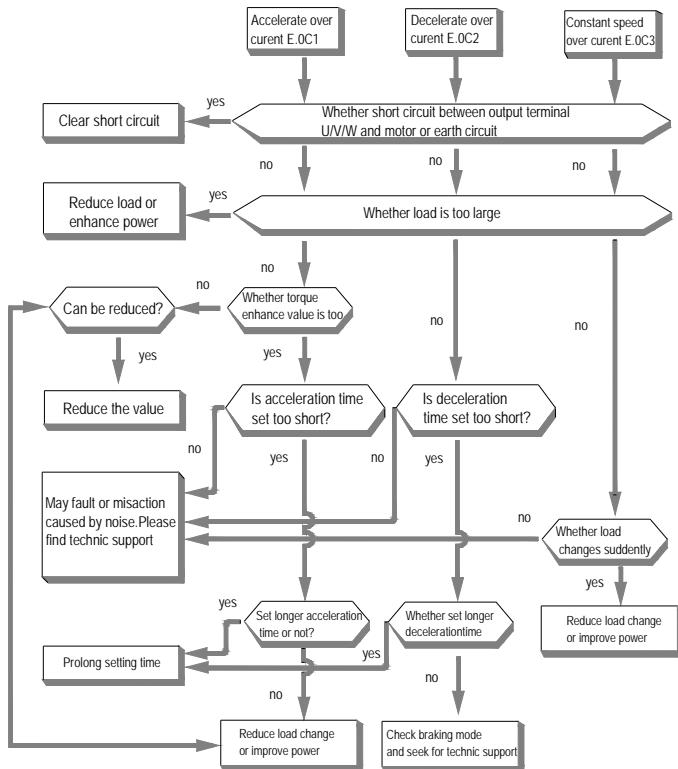 Accelerate over
curent E.0C1
Decelerate over
curent E.0C2
Constant speed
over curent E.0C3
yes
Clear short circuit
Whether short circuit between output terminal
U/V/W and motor or earth circuit
no
no
no
yes
Reduce load or
enhance power
Whether load is too large
no
no
no
no
Can be reduced?
Whether torque
enhance value is too
yes
yes
Reduce the value
Is acceleration time
set too short?
Is deceleration
time set too short?
no
yes
no
yes
May fault or misaction
caused by noise.Please
find technic support
no
Whether load
changes suddently
yes
Reduce load change
or improve power
yes
Set longer acceleration
time or not?
Whether set longer
decelerationtime
Prolong setting time
yes
no
no
Reduce load change
or improve power
Check braking mode
and seek for technic support